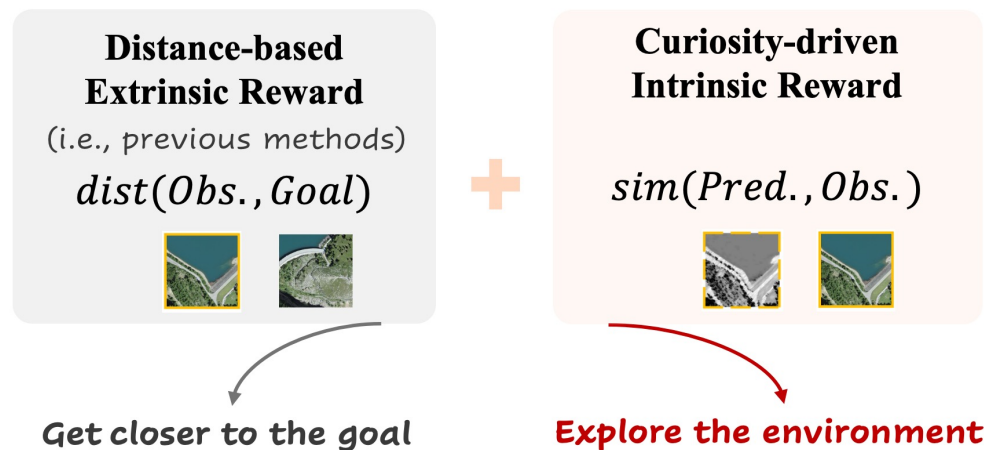 Distance-based
Extrinsic Reward
(i.e., previous methods)
dist(Obs., Goal)
Get closer to the goal
+
Curiosity-driven
Intrinsic Reward
sim(Pred., Obs.)
Explore the environment